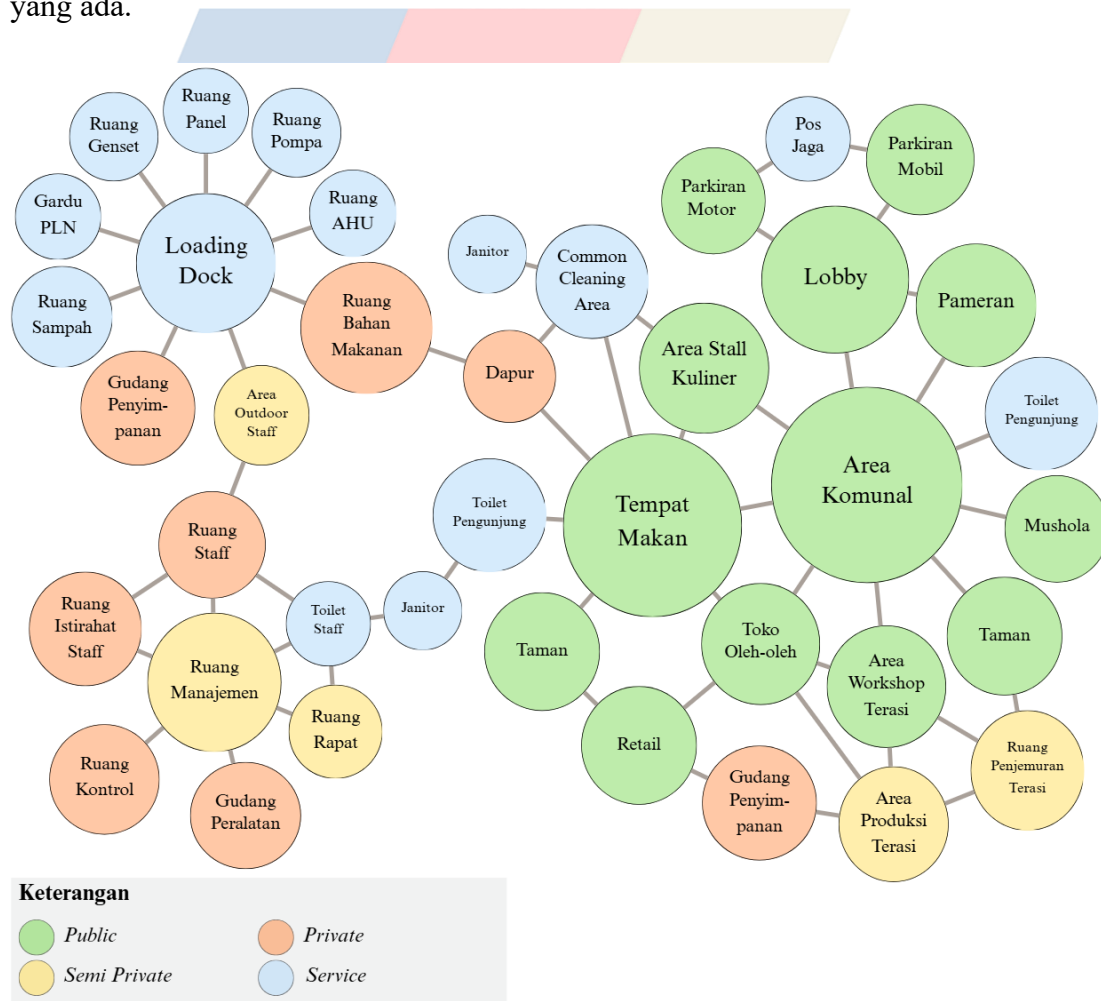 yang ada.
Ruang
Panel
Ruang
Genset
Ruang
Pompa
Gardu
PLN
Ruang
AHU
Loading
Dock
Ruang
Sampah
Ruang
Bahan
Makanan
Gudang
Penyim-
panan
Area
Outdoor
Staff
Janitor
Common
Cleaning
Area
Dapur
Area Stall
Kuliner
Pos
Jaga
Parkiran
Mobil
Parkiran
Motor
Lobby
Pameran
Toilet
Pengunjung
Area
Komunal
Mushola
Tempat
Makan
Toilet
Pengunjung
Janitor
Ruang
Staff
Ruang
Istirahat
Staff
Toilet
Staff
Ruang
Manajemen
Ruang
Rapat
Ruang
Kontrol
Gudang
Peralatan
Taman
Toko
Oleh-oleh
Area
Workshop
Terasi
Taman
Retail
Gudang
Penyim-
panan
Area
Produksi
Terasi
Ruang
Penjemuran
Terasi
Keterangan
Public
Private
Semi Private
Service